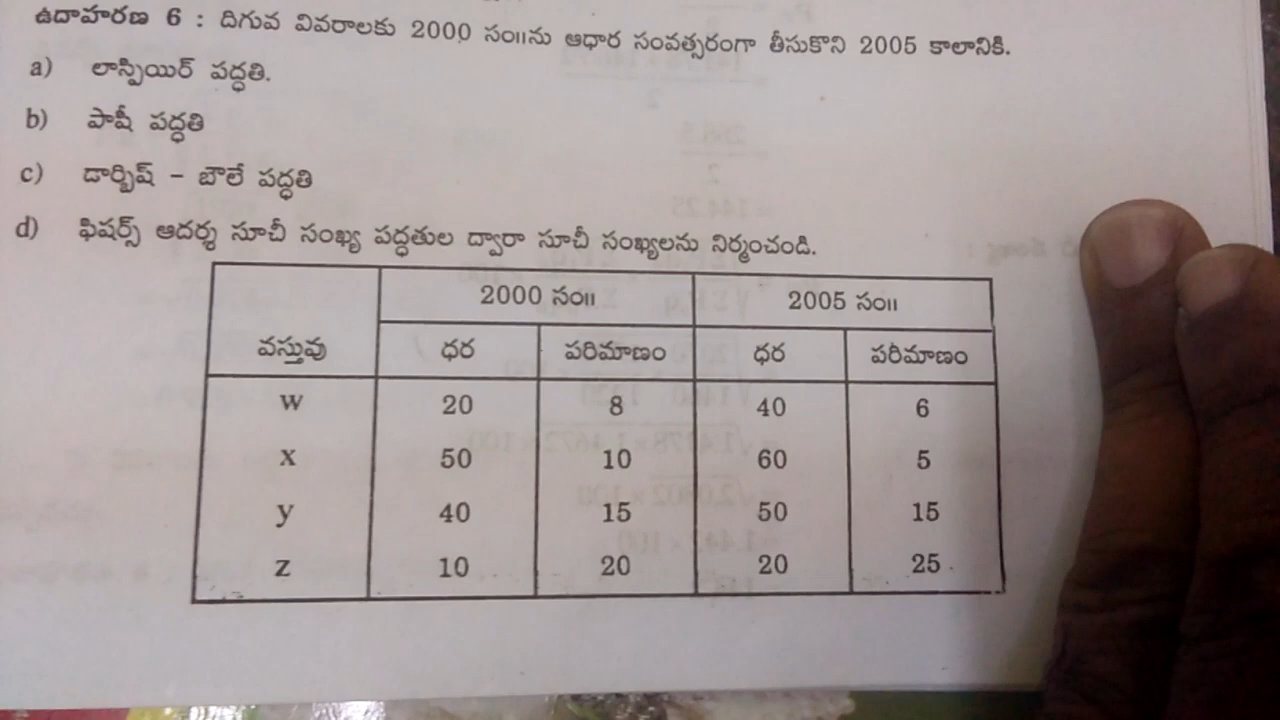 ఉదాహరణ 6 : దిగువ వివరాలకు 2000 సం॥ను ఆధార సంవత్సరంగా తీసుకొని 2005 కాలానికి.
a) లాస్పియిర్ పద్ధతి.
b) పాషీ పద్ధతి
c) డార్బిష్ – బౌలే పద్ధతి
d) ఫిషర్స్ ఆదర్శ సూచీ సంఖ్య పద్ధతుల ద్వారా సూచీ సంఖ్యలను నిర్మంచండి.
2000 సం॥ 2005 సం॥
వస్తువు ధర పరిమాణం ధర పరిమాణం
w 20 8 40 6
x 50 10 60 5
y 40 15 50 15
z 10 20 20 25